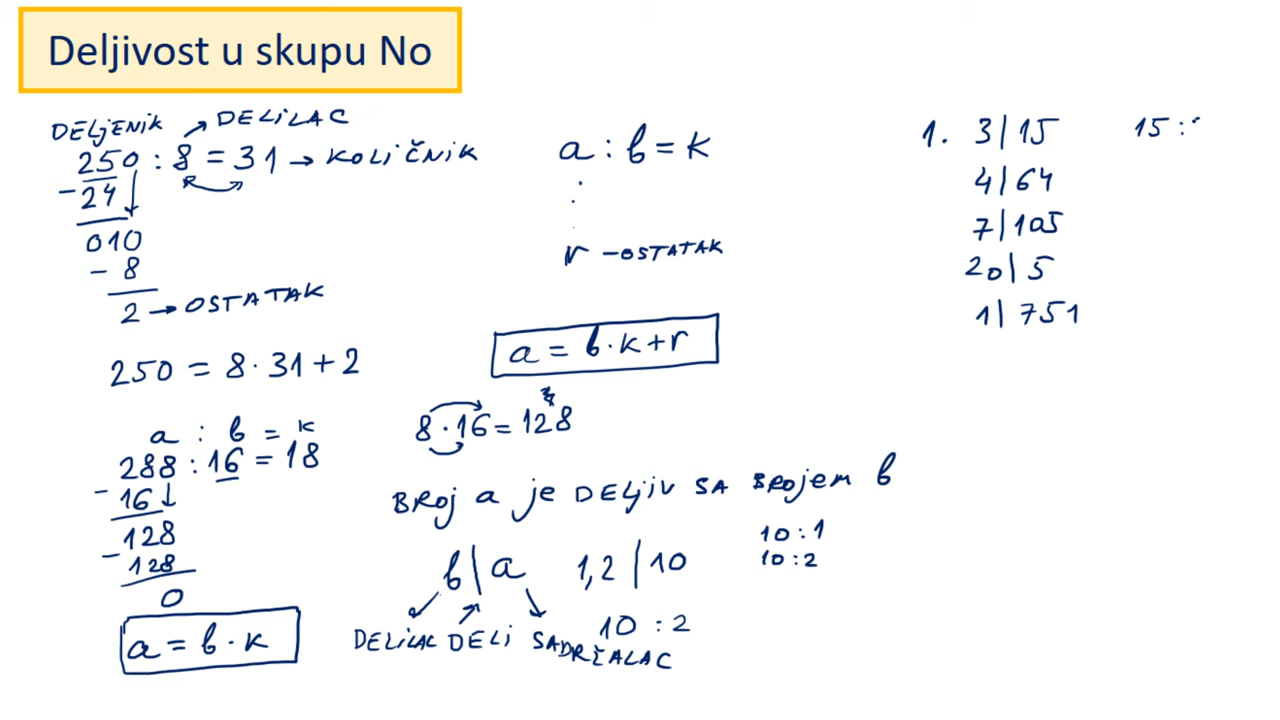 Deljivost u skupu No
DELJENIK → DELILAC
250 : 8 = 31 → KOLIČNIK
- 24
010
- 8
2 → OSTATAK
250 = 8 · 31 + 2
a : b = k
288 : 16 = 18
- 16
128
- 128
0
a = b · k
a : b = k
r - OSTATAK
a = b · k + r
8 · 16 = 128
BROJ a je DELJIV SA BROJEM b
b | a
DELILAC DELI SADRŽALAC
1,2 | 10
10 : 2
10 : 1
10 : 2
1. 3 | 15
4 | 64
7 | 105
20 | 5
1 | 751
15 :